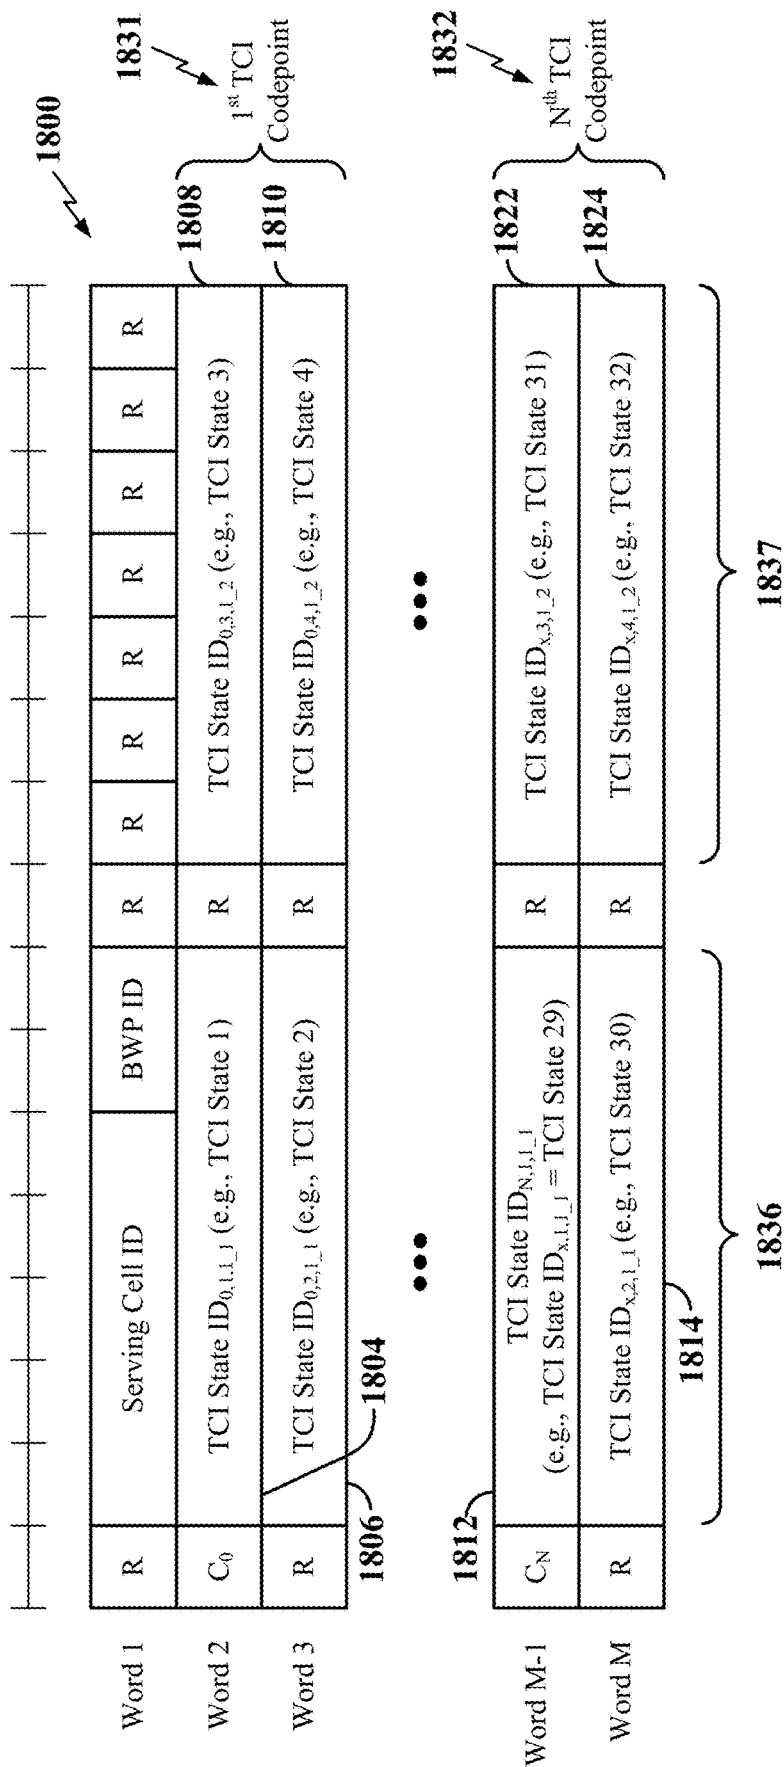 1800
1831
1st TCI
Codepoint
Word 1
R
Serving Cell ID
BWP ID
R
R
R
R
R
R
R
R
Word 2
C0
TCI State ID0,1,1_1 (e.g., TCI State 1)
R
TCI State ID0,3,1_2 (e.g., TCI State 3)
1808
Word 3
R
TCI State ID0,2,1_1 (e.g., TCI State 2)
R
TCI State ID0,4,1_2 (e.g., TCI State 4)
1810
1806
1804
1832
Nth TCI
Codepoint
1812
Word M-1
CN
TCI State IDN,1,1_1
(e.g., TCI State IDx,1,1_1 = TCI State 29)
R
TCI State IDx,3,1_2 (e.g., TCI State 31)
1822
Word M
R
TCI State IDx,2,1_1 (e.g., TCI State 30)
R
TCI State IDx,4,1_2 (e.g., TCI State 32)
1824
1814
1836
1837